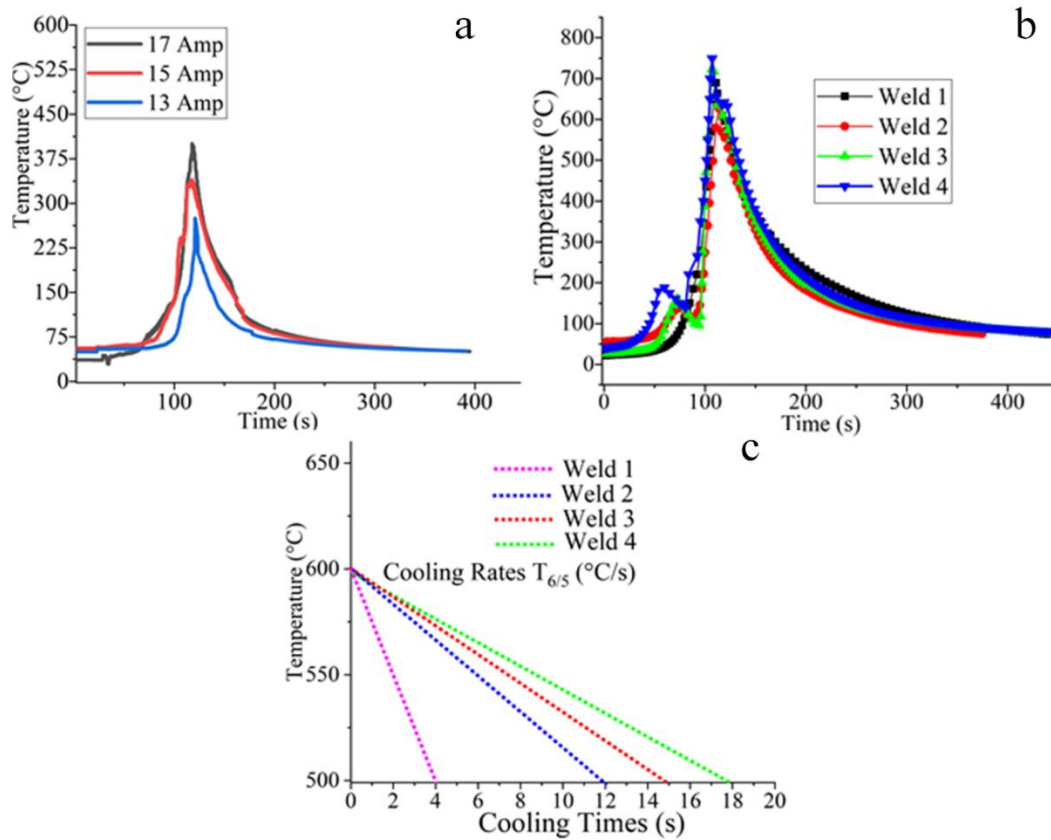 a
600
525
450
375
300
225
150
75
0
Temperature (°C)
17 Amp
15 Amp
13 Amp
100
200
300
400
Time (s)
b
800
700
600
500
400
300
200
100
0
Temperature (°C)
Weld 1
Weld 2
Weld 3
Weld 4
0
100
200
300
400
Time (s)
c
650
600
550
500
Temperature (°C)
Weld 1
Weld 2
Weld 3
Weld 4
Cooling Rates T6/5 (°C/s)
0 2 4 6 8 10 12 14 16 18 20
Cooling Times (s)